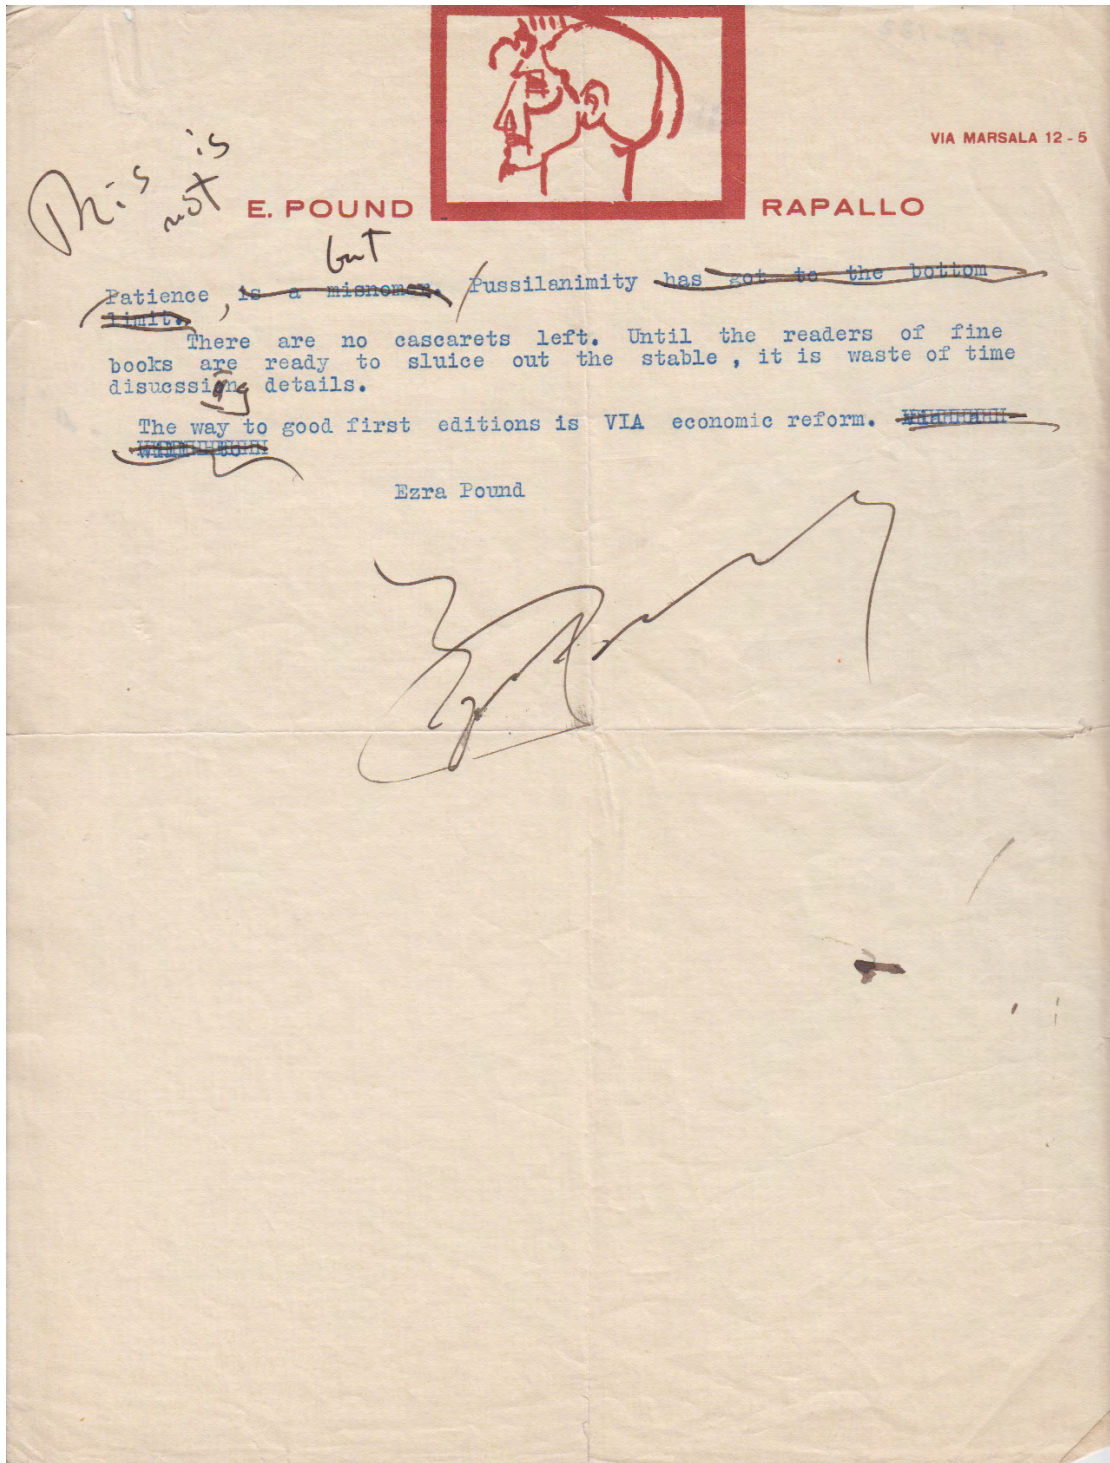 VIA MARSALA 12 - 5
This is
not
E. POUND RAPALLO
but
Patience , is a misnomer. Pussilanimity has got to the bottom
limit.
There are no cascarets left. Until the readers of fine
books are ready to sluice out the stable , it is waste of time
disucssing details.
The way to good first editions is VIA economic reform.
Ezra Pound